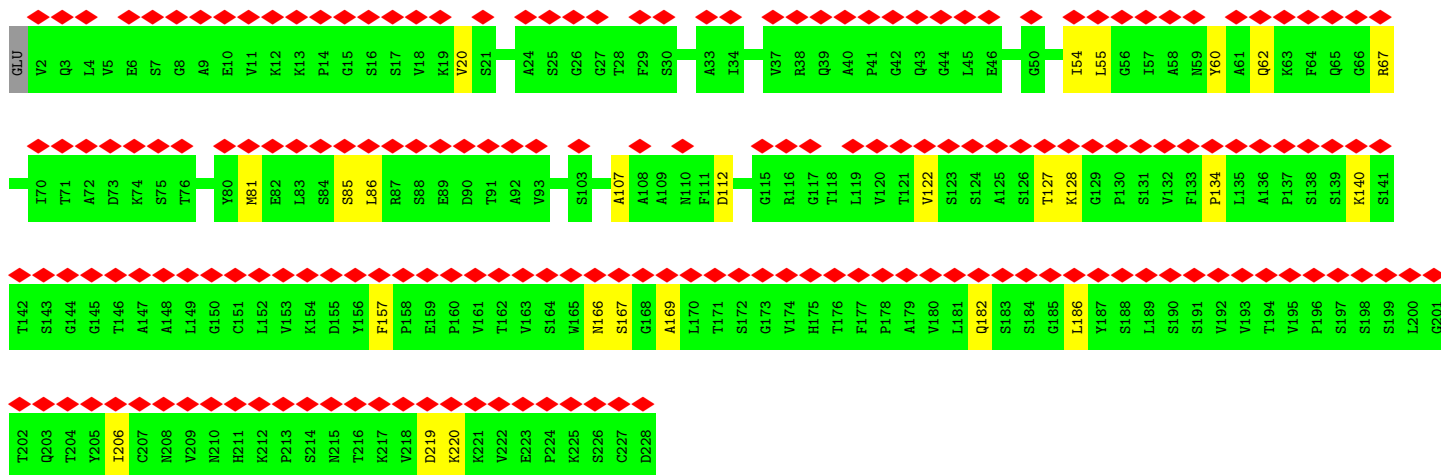 GLU V2 Q3 L4 V5 E6 S7 G8 A9 E10 V11 K12 K13 P14 G15 S16 S17 V18 K19 V20 S21 A24 S25 G26 G27 T28 F29 S30 A33 I34 V37 R38 Q39 A40 P41 G42 Q43 G44 L45 E46 G50 I54 L55 G56 I57 A58 N59 Y60 A61 Q62 K63 F64 Q65 G66 R67
I70 T71 A72 D73 K74 S75 T76 Y80 M81 E82 L83 S84 S85 L86 R87 S88 E89 D90 T91 A92 V93 S103 A107 A108 A109 N110 F111 D112 G115 R116 G117 T118 L119 V120 T121 V122 S123 S124 A125 S126 T127 K128 G129 P130 S131 V132 F133 P134 L135 A136 P137 S138 S139 K140 S141
T142 S143 G144 G145 T146 A147 A148 L149 G150 C151 L152 V153 K154 D155 Y156 F157 P158 E159 P160 V161 T162 V163 S164 W165 N166 S167 G168 A169 L170 T171 S172 G173 V174 H175 T176 F177 P178 A179 V180 L181 Q182 S183 S184 G185 L186 Y187 S188 L189 S190 S191 V192 V193 T194 V195 P196 S197 S198 S199 L200 G201
T202 Q203 T204 Y205 I206 C207 N208 V209 N210 H211 K212 P213 S214 N215 T216 K217 V218 D219 K220 K221 V222 E223 P224 K225 S226 C227 D228